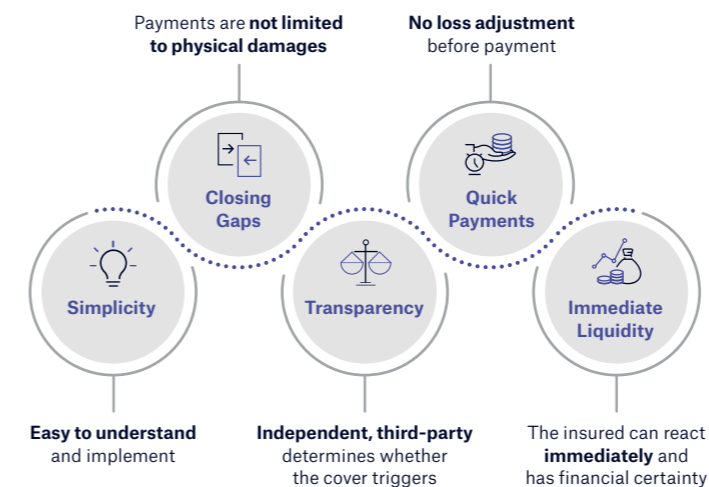 Payments are not limited
to physical damages
No loss adjustment
before payment
Closing
Gaps
Quick
Payments
Simplicity
Transparency
Immediate
Liquidity
Easy to understand
and implement
Independent, third-party
determines whether
the cover triggers
The insured can react
immediately and
has financial certainty